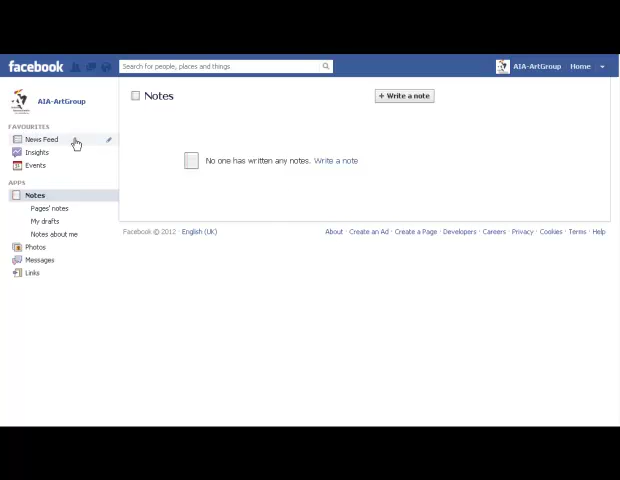 facebook Search for people, places and things AIA-ArtGroup Home
AIA-ArtGroup
FAVOURITES
News Feed
Insights
Events
APPS
Notes
Pages' notes
My drafts
Notes about me
Photos
Messages
Links
Notes
+ Write a note
No one has written any notes. Write a note
Facebook © 2012 · English (UK)
About · Create an Ad · Create a Page · Developers · Careers · Privacy · Cookies · Terms · Help